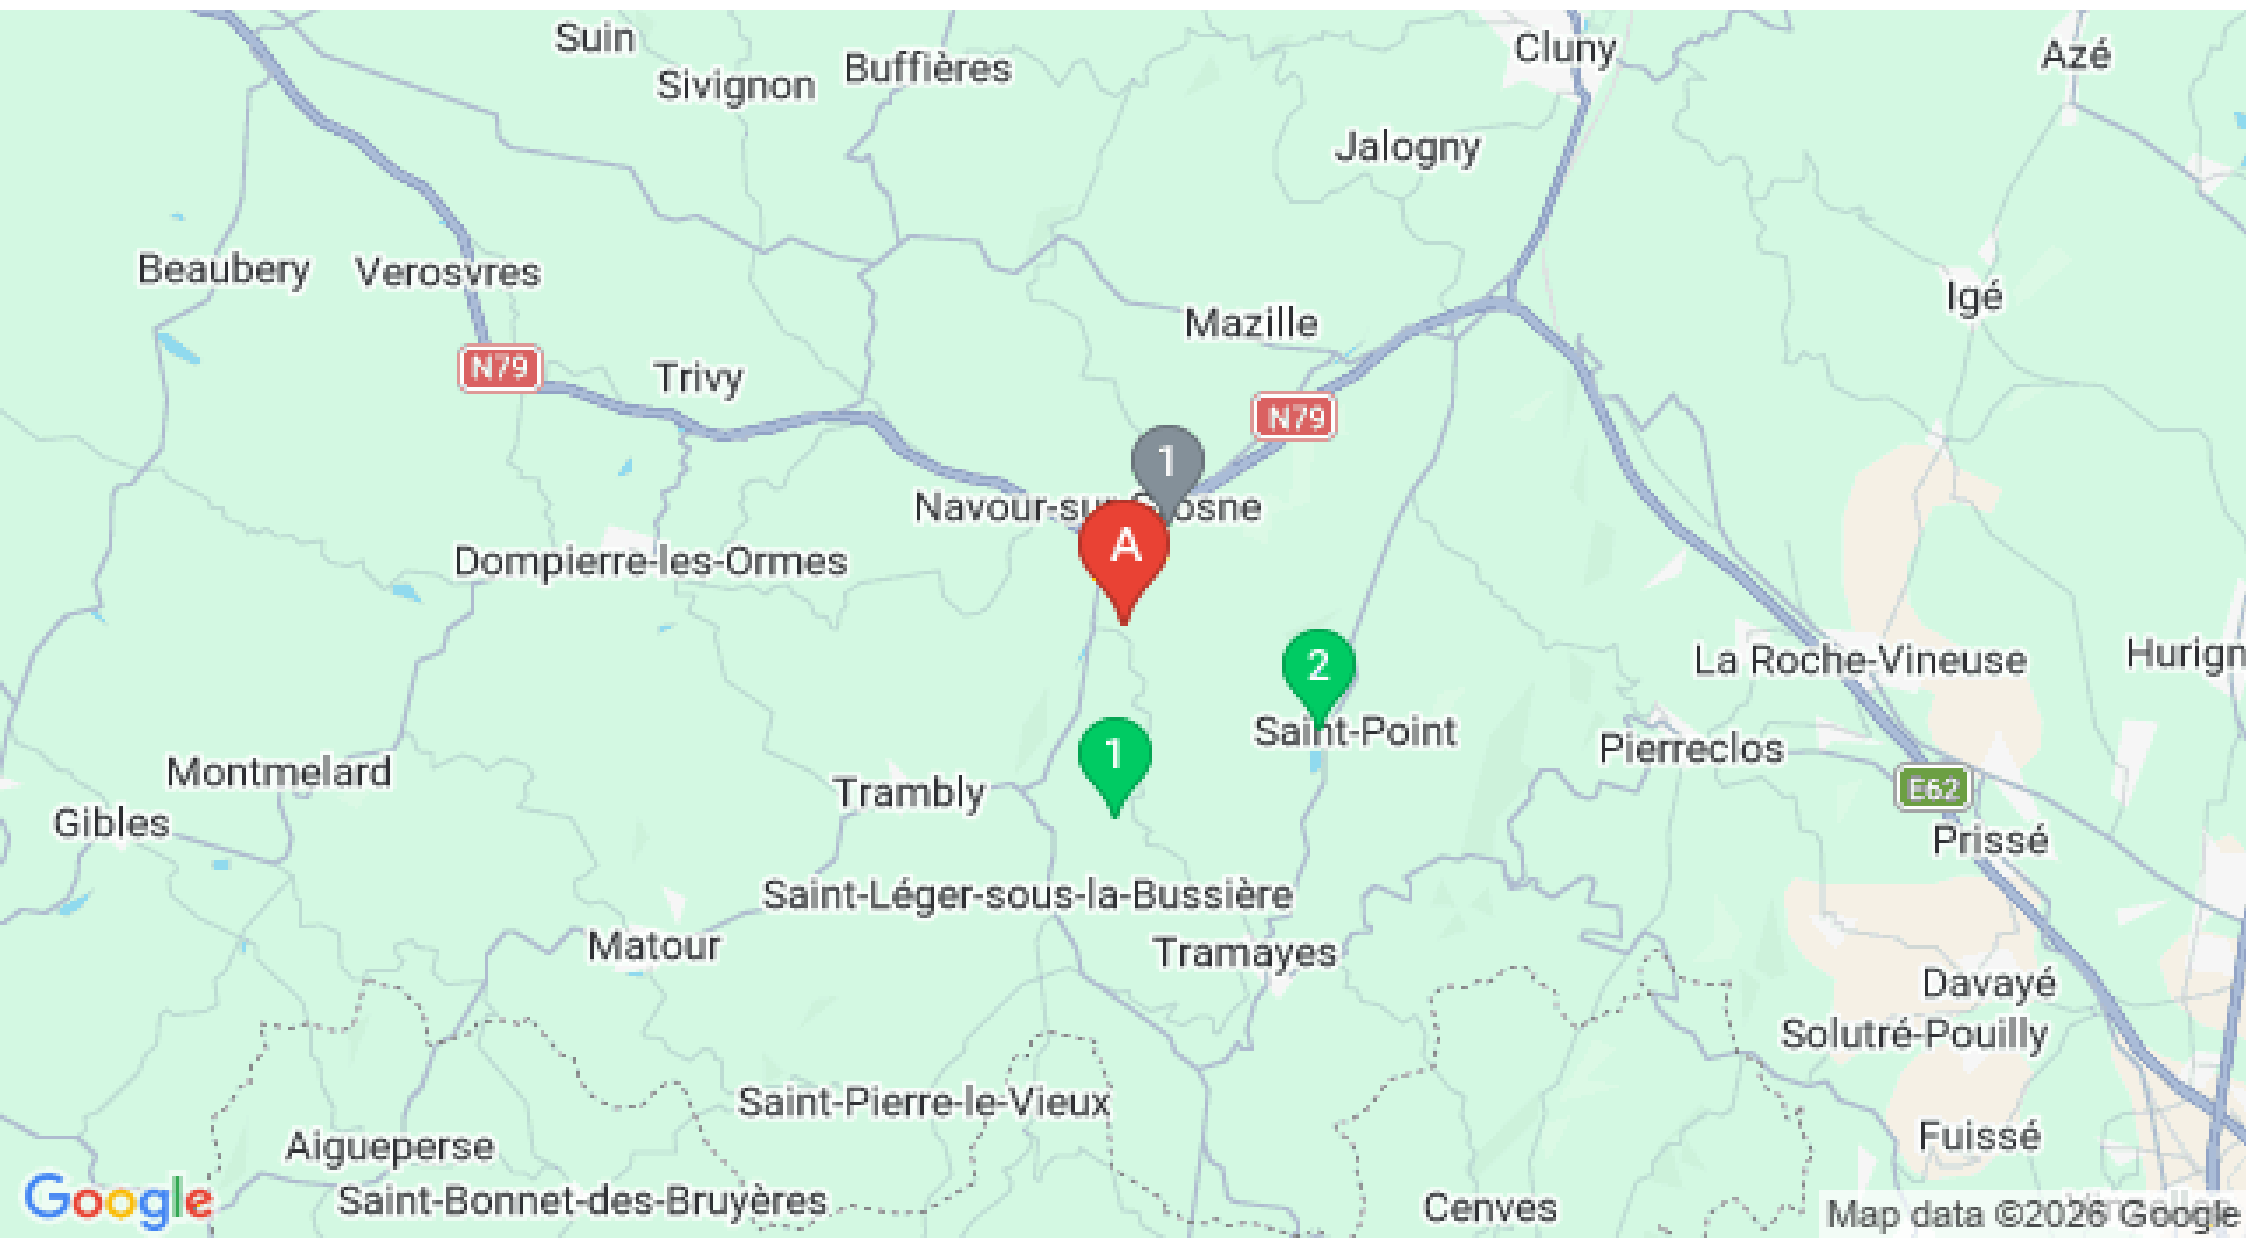 Suin
Cluny
Azé
Buffières
Sivignon
Jalogny
Beaubery
Verosvres
Igé
Mazille
N79
Trivy
N79
1
Navour-sur-Grosne
A
Dompierre-les-Ormes
2
La Roche-Vineuse
Hurign
Saint-Point
Pierreclos
1
Montmelard
Trambly
E62
Gibles
Prissé
Saint-Léger-sous-la-Bussière
Matour
Tramayes
Davayé
Solutré-Pouilly
Saint-Pierre-le-Vieux
Aigueperse
Fuissé
Google
Saint-Bonnet-des-Bruyères
Cenves
Map data ©2026 Google